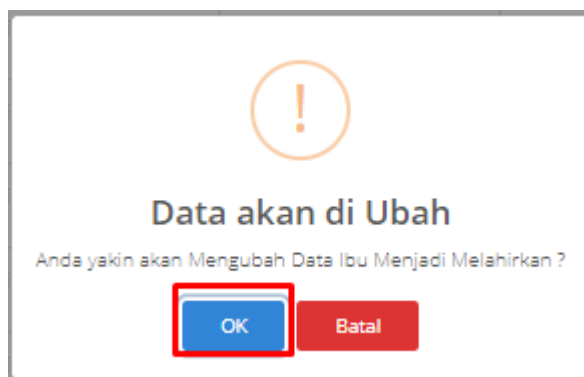 !
Data akan di Ubah
Anda yakin akan Mengubah Data Ibu Menjadi Melahirkan ?
OK Batal